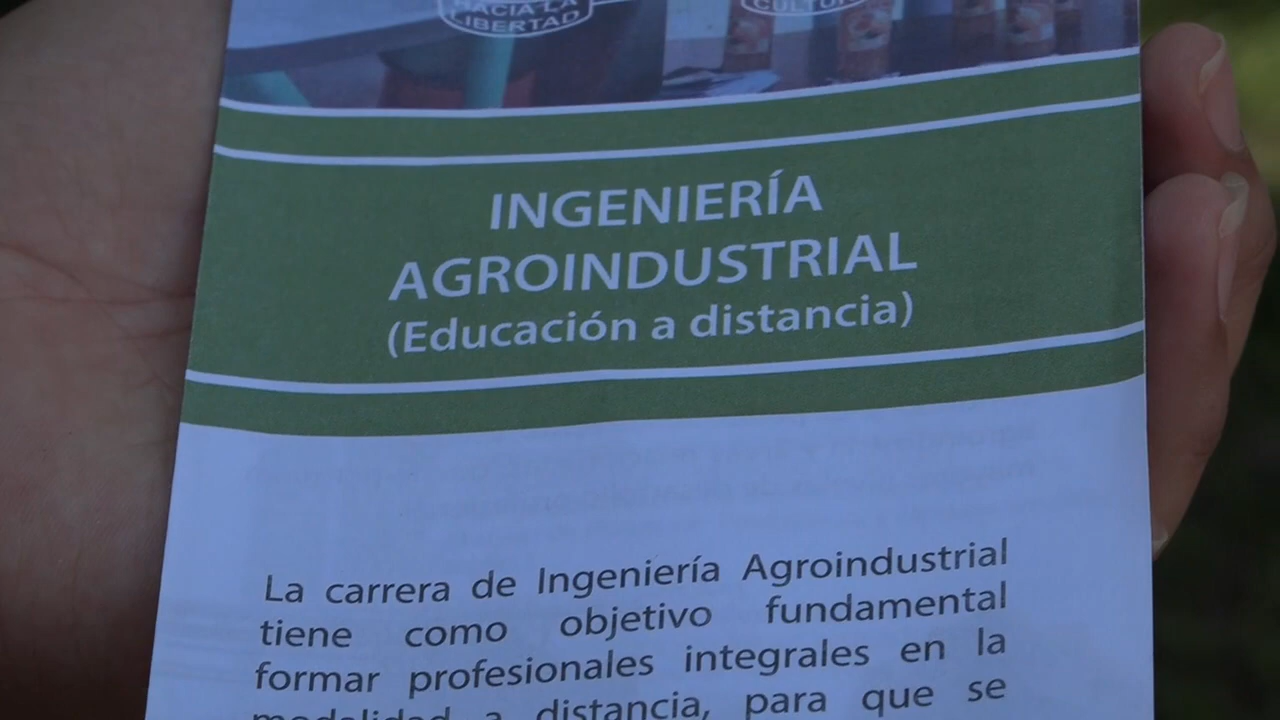 HACIA LA
LIBERTAD
INGENIERÍA
AGROINDUSTRIAL
(Educación a distancia)
La carrera de Ingeniería Agroindustrial
tiene como objetivo fundamental
formar profesionales integrales en la
modalidad a distancia, para que se